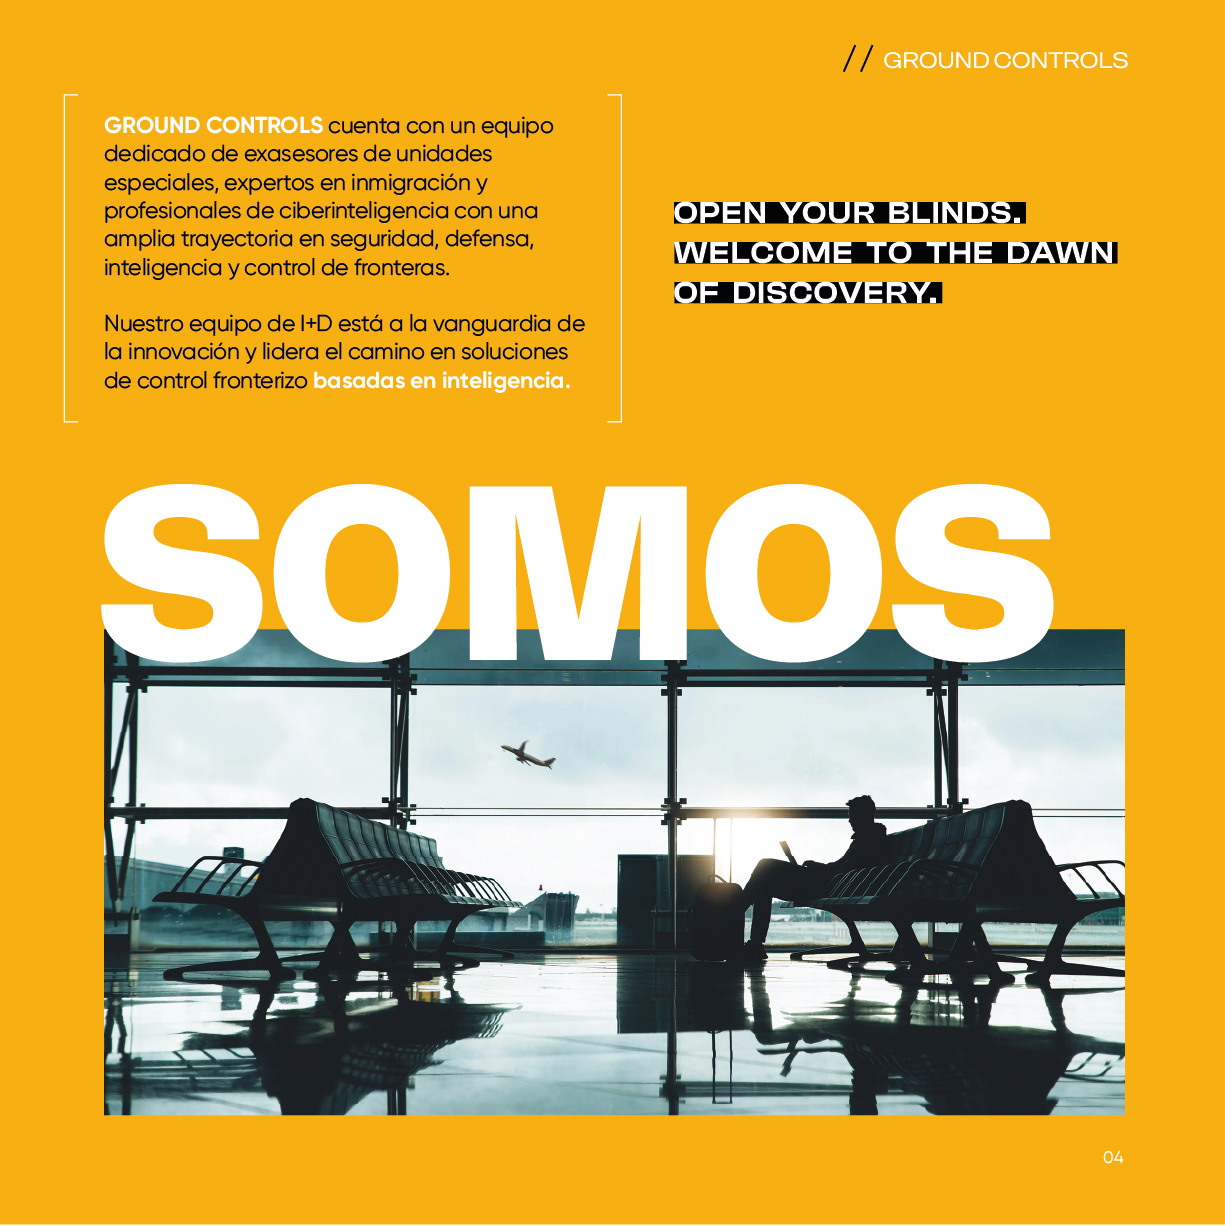 // GROUND CONTROLS
GROUND CONTROLS cuenta con un equipo
dedicado de exasesores de unidades
especiales, expertos en inmigración y
profesionales de ciberinteligencia con una
amplia trayectoria en seguridad, defensa,
inteligencia y control de fronteras.
Nuestro equipo de I+D está a la vanguardia de
la innovación y lidera el camino en soluciones
de control fronterizo basadas en inteligencia.
OPEN YOUR BLINDS.
WELCOME TO THE DAWN
OF DISCOVERY.
SOMOS
04